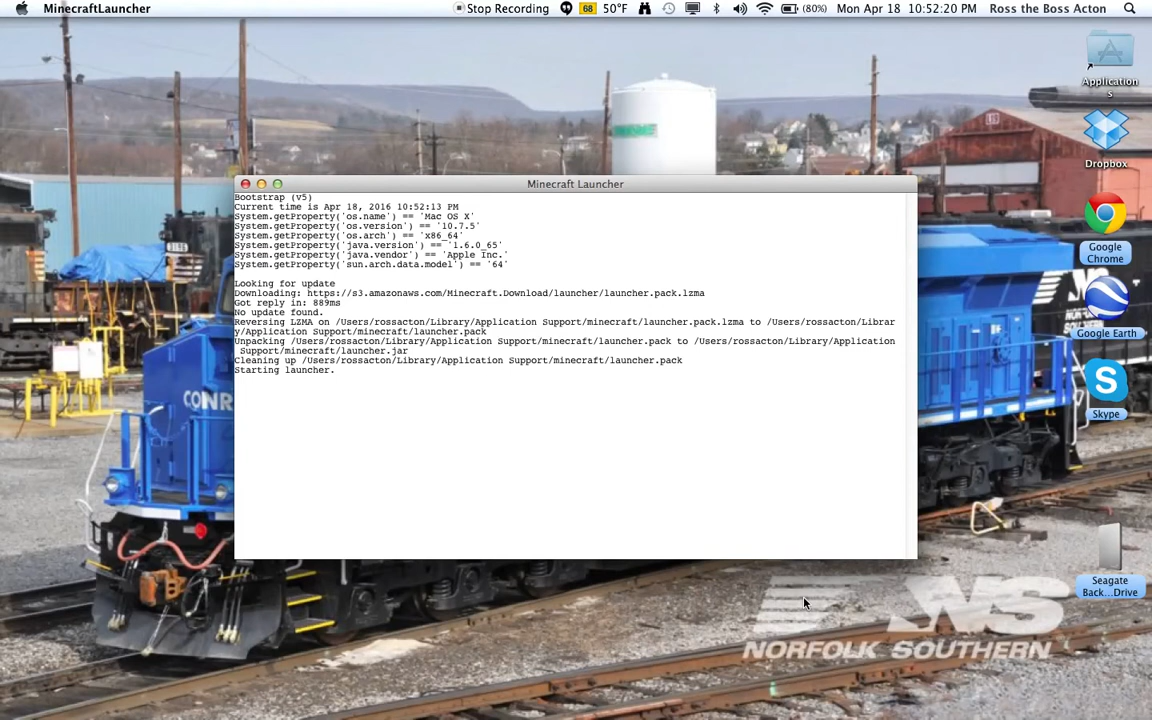 MinecraftLauncher
Stop Recording 68 50°F (80%) Mon Apr 18 10:52:20 PM Ross the Boss Acton
Minecraft Launcher
Bootstrap (v5)
Current time is Apr 18, 2016 10:52:13 PM
System.getProperty('os.name') == 'Mac OS X'
System.getProperty('os.version') == '10.7.5'
System.getProperty('os.arch') == 'x86_64'
System.getProperty('java.version') == '1.6.0_65'
System.getProperty('java.vendor') == 'Apple Inc.'
System.getProperty('sun.arch.data.model') == '64'
Looking for update
Downloading: https://s3.amazonaws.com/Minecraft.Download/launcher/launcher.pack.lzma
Got reply in: 889ms
No update found.
Reversing LZMA on /Users/rossacton/Library/Application Support/minecraft/launcher.pack.lzma to /Users/rossacton/Librar
y/Application Support/minecraft/launcher.pack
Unpacking /Users/rossacton/Library/Application Support/minecraft/launcher.pack to /Users/rossacton/Library/Application
Support/minecraft/launcher.jar
Cleaning up /Users/rossacton/Library/Application Support/minecraft/launcher.pack
Starting launcher.
Application
s
Dropbox
Google
Chrome
Google Earth
Skype
Seagate
Back...Drive
CONR
NS
NORFOLK SOUTHERN